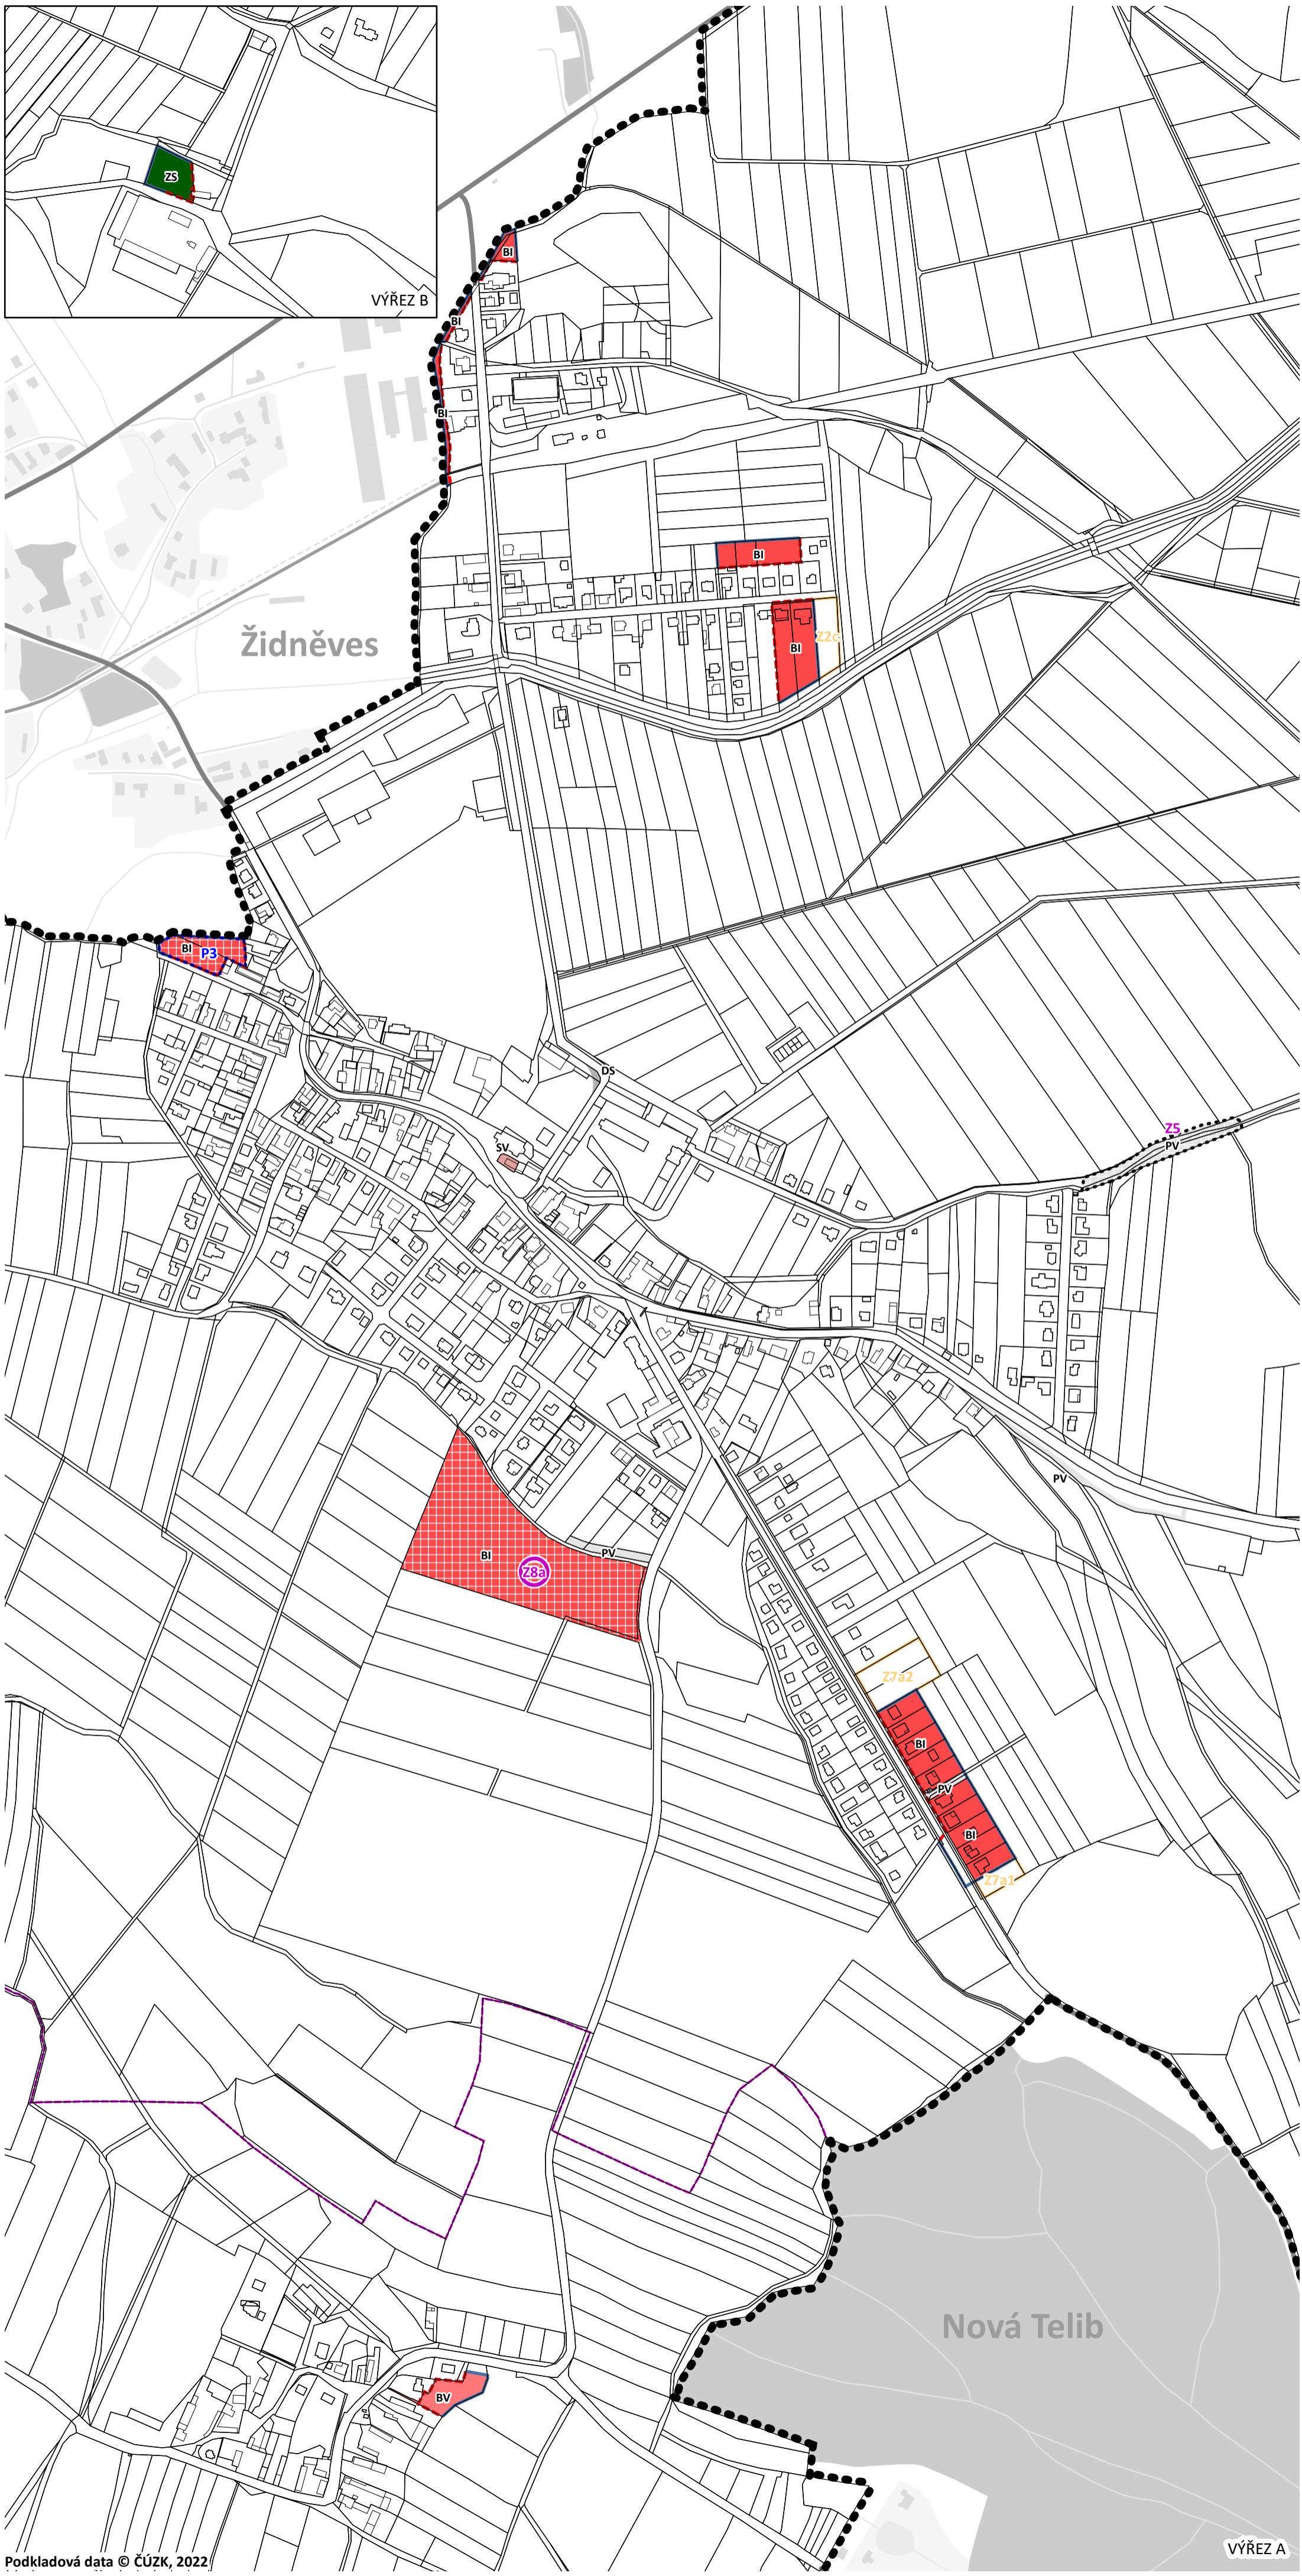 ZS
VÝŘEZ B
BI
BI
BI
BI
Židněves
Z2c
BI
BI
P3
DS
SV
Z5
PV
PV
BI
PV
Z8a
Z7a2
BI
PV
BI
Z7a1
Nová Telib
BV
VÝŘEZ A
Podkladová data © ČÚZK, 2022